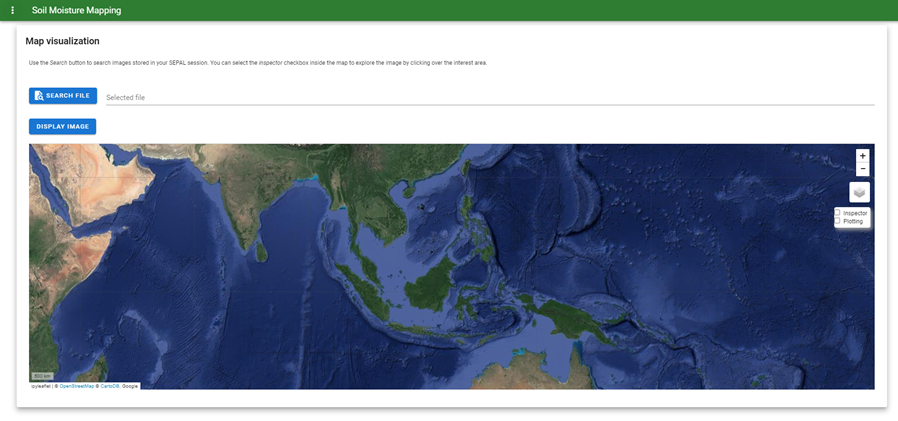 Soil Moisture Mapping
Map visualization
Use the Search button to search images stored in your SEPAL session. You can select the inspector checkbox inside the map to explore the image by clicking over the interest area.
SEARCH FILE
Selected file
DISPLAY IMAGE
+
−
Inspector
Plotting
500 km
ipyleaflet | © OpenStreetMap © CartoDB, Google